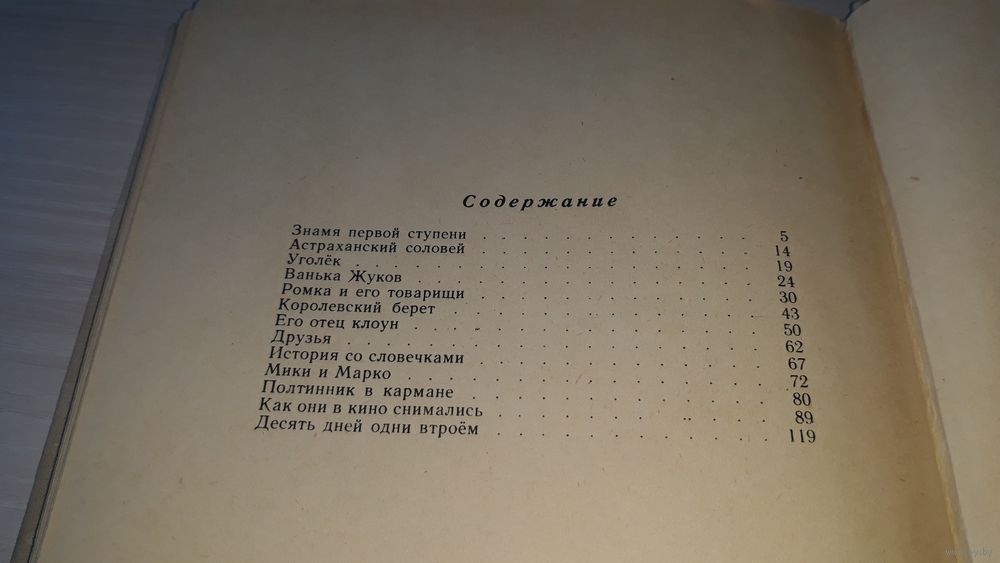 Содержание
Знамя первой ступени . . . . . . . . . . . . . 5
Астраханский соловей . . . . . . . . . . . . . 14
Уголёк . . . . . . . . . . . . . . . . . . 19
Ванька Жуков . . . . . . . . . . . . . . . 24
Ромка и его товарищи . . . . . . . . . . . . . 30
Королевский берет . . . . . . . . . . . . . . 43
Его отец клоун . . . . . . . . . . . . . . . 50
Друзья . . . . . . . . . . . . . . . . . . 62
История со словечками . . . . . . . . . . . . . 67
Мики и Марко . . . . . . . . . . . . . . . 72
Полтинник в кармане . . . . . . . . . . . . . 80
Как они в кино снимались . . . . . . . . . . . . 89
Десять дней одни втроём . . . . . . . . . . . . 119